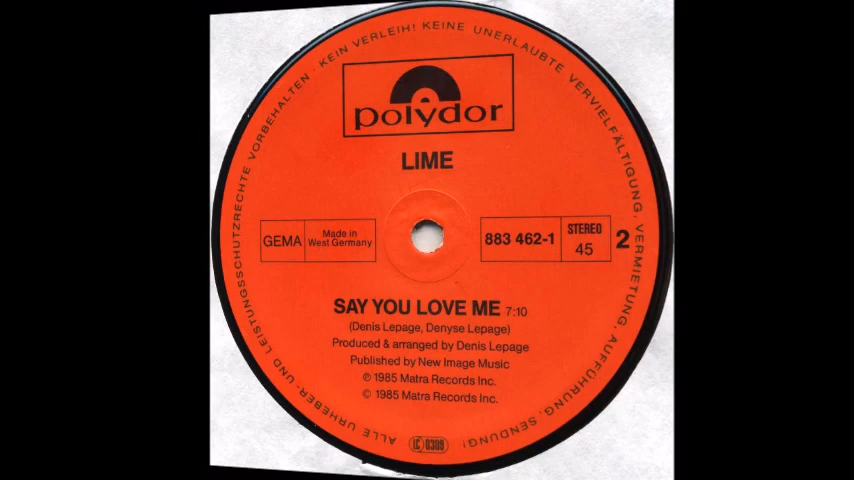 ALLE URHEBER- UND LEISTUNGSSCHUTZRECHTE VORBEHALTEN · KEIN VERLEIH! KEINE UNERLAUBTE VERVIELFÄLTIGUNG, VERMIETUNG, AUFFÜHRUNG, SENDUNG!
polydor
LIME
GEMA
Made in
West Germany
883 462-1
STEREO
45
2
SAY YOU LOVE ME 7:10
(Denis Lepage, Denyse Lepage)
Produced & arranged by Denis Lepage
Published by New Image Music
℗ 1985 Matra Records Inc.
© 1985 Matra Records Inc.
LC 0309